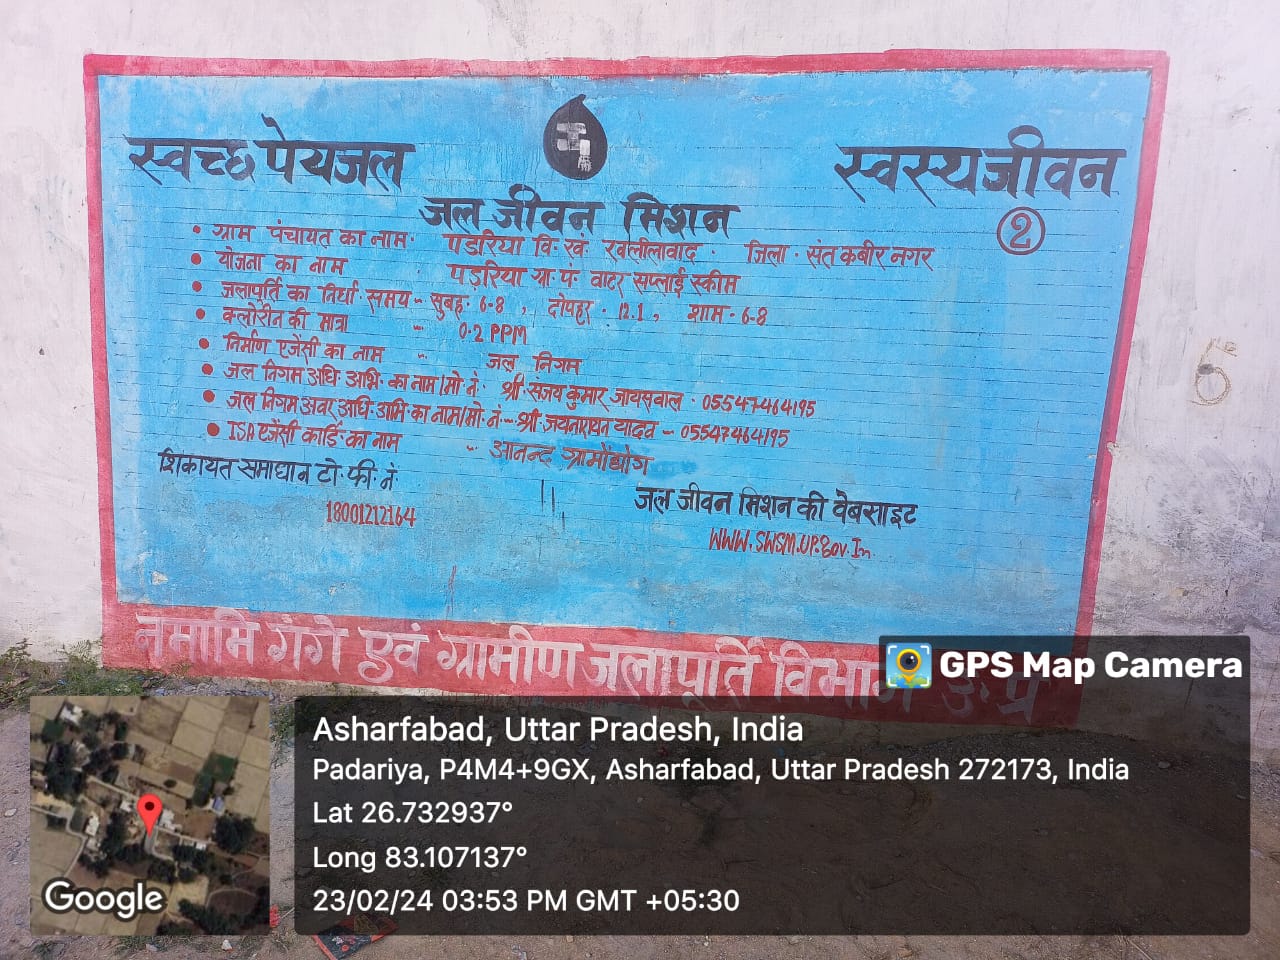 स्वच्छ पेयजल
स्वस्थ जीवन
जल जीवन मिशन
2
• ग्राम पंचायत का नाम· पडरिया वि·खं खलीलाबाद · जिला · संत कबीर नगर
• योजना का नाम पड़रिया ग्रा·पं· वाटर सप्लाई स्कीम
• जलापूर्ति का निर्धा·समय - सुबह· 6-8 , दोपहर · 12.1 , शाम · 6-8
• क्लोरीन की मात्रा " 0.2 PPM
• निर्माण एजेंसी का नाम " जल निगम
• जल निगम अधि·अभि·का नाम/मो·नं· श्री·संजय कुमार जायसवाल · 05547464195
• जल निगम अवर अधि·अभि·का नाम/मो·नं - श्री·जयनारायन यादव - 05547464195
• ISA एजेंसी कार्डि·का नाम " आनन्द ग्रामोद्योग
शिकायत समाधान टो·फ्री·नं·
18001212164
जल जीवन मिशन की वेबसाइट
WWW.SWSM.UP.Gov.In
नमामि गंगे एवं ग्रामीण जलापूर्ति विभाग उ·प्र
GPS Map Camera
Asharfabad, Uttar Pradesh, India
Padariya, P4M4+9GX, Asharfabad, Uttar Pradesh 272173, India
Lat 26.732937°
Long 83.107137°
23/02/24 03:53 PM GMT +05:30
Google